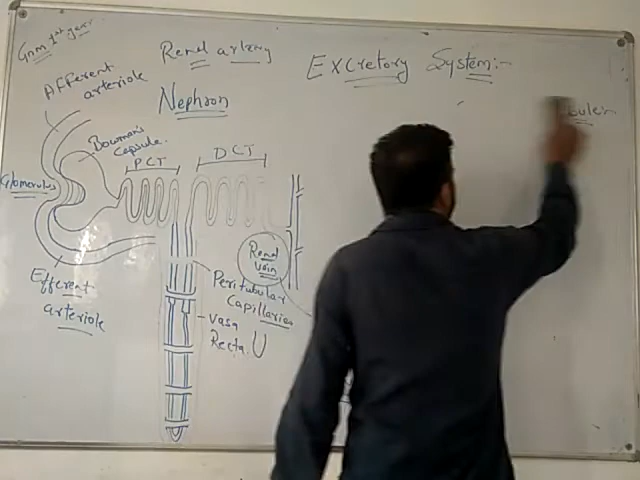 Gnm 1st year
Renal artery
Excretory System:-
Afferent
arteriole
Nephron
Bowman's
Capsule
PCT
DCT
Glomerulus
Renal
vein
Efferent
arteriole
Peritubular
Capillaries
Vasa
Recta